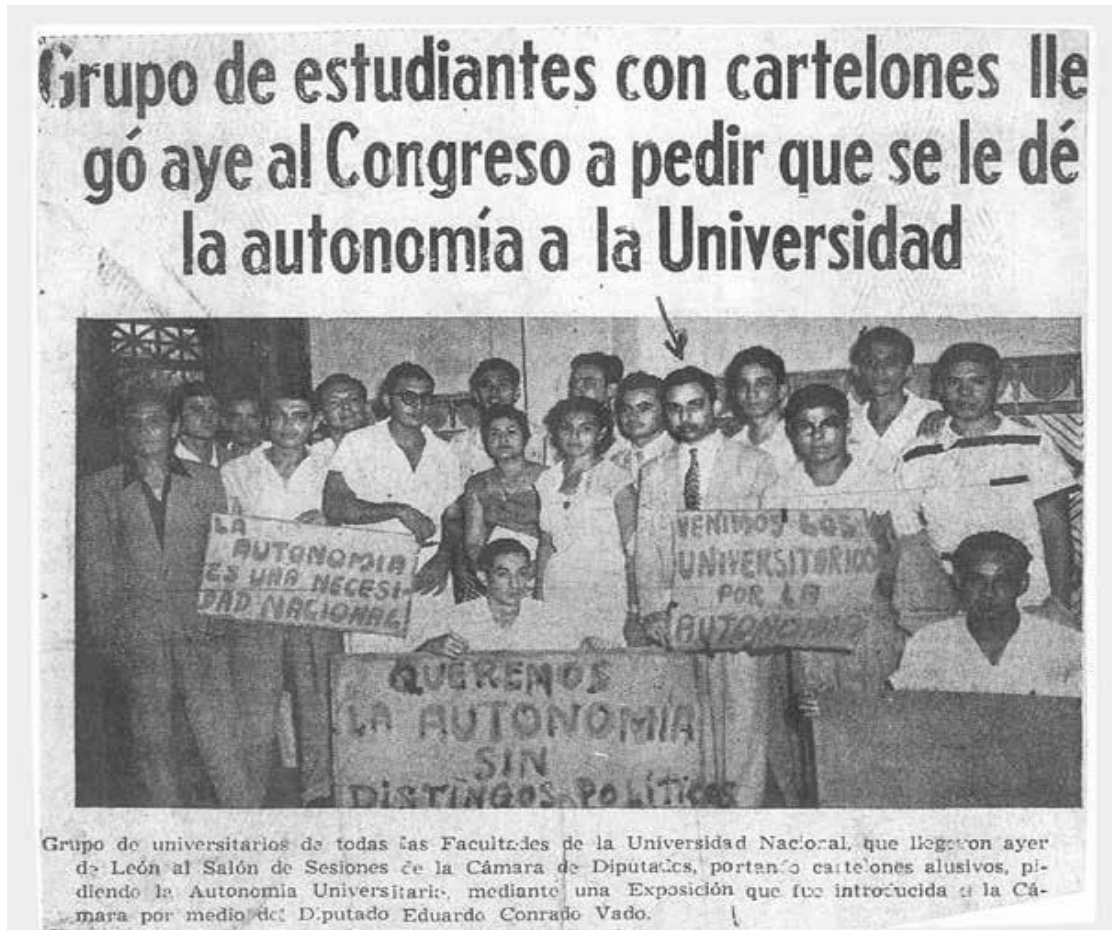 Grupo de estudiantes con cartelones lle
gó aye al Congreso a pedir que se le dé
la autonomía a la Universidad
LA
AUTONOMIA
ES UNA NECESI-
DAD NACIONAL
VENIMOS LOS
UNIVERSITARIOS
POR LA
AUTONOMIA
QUEREMOS
LA AUTONOMÍA
SIN
DISTINGOS POLÍTICOS
Grupo de universitarios de todas las Facultades de la Universidad Nacional, que llegaron ayer
de León al Salón de Sesiones de la Cámara de Diputados, portando cartelones alusivos, pi-
diendo la Autonomia Universitaria, mediante una Exposición que fue introducida a la Cá-
mara por medio del Diputado Eduardo Conrado Vado.